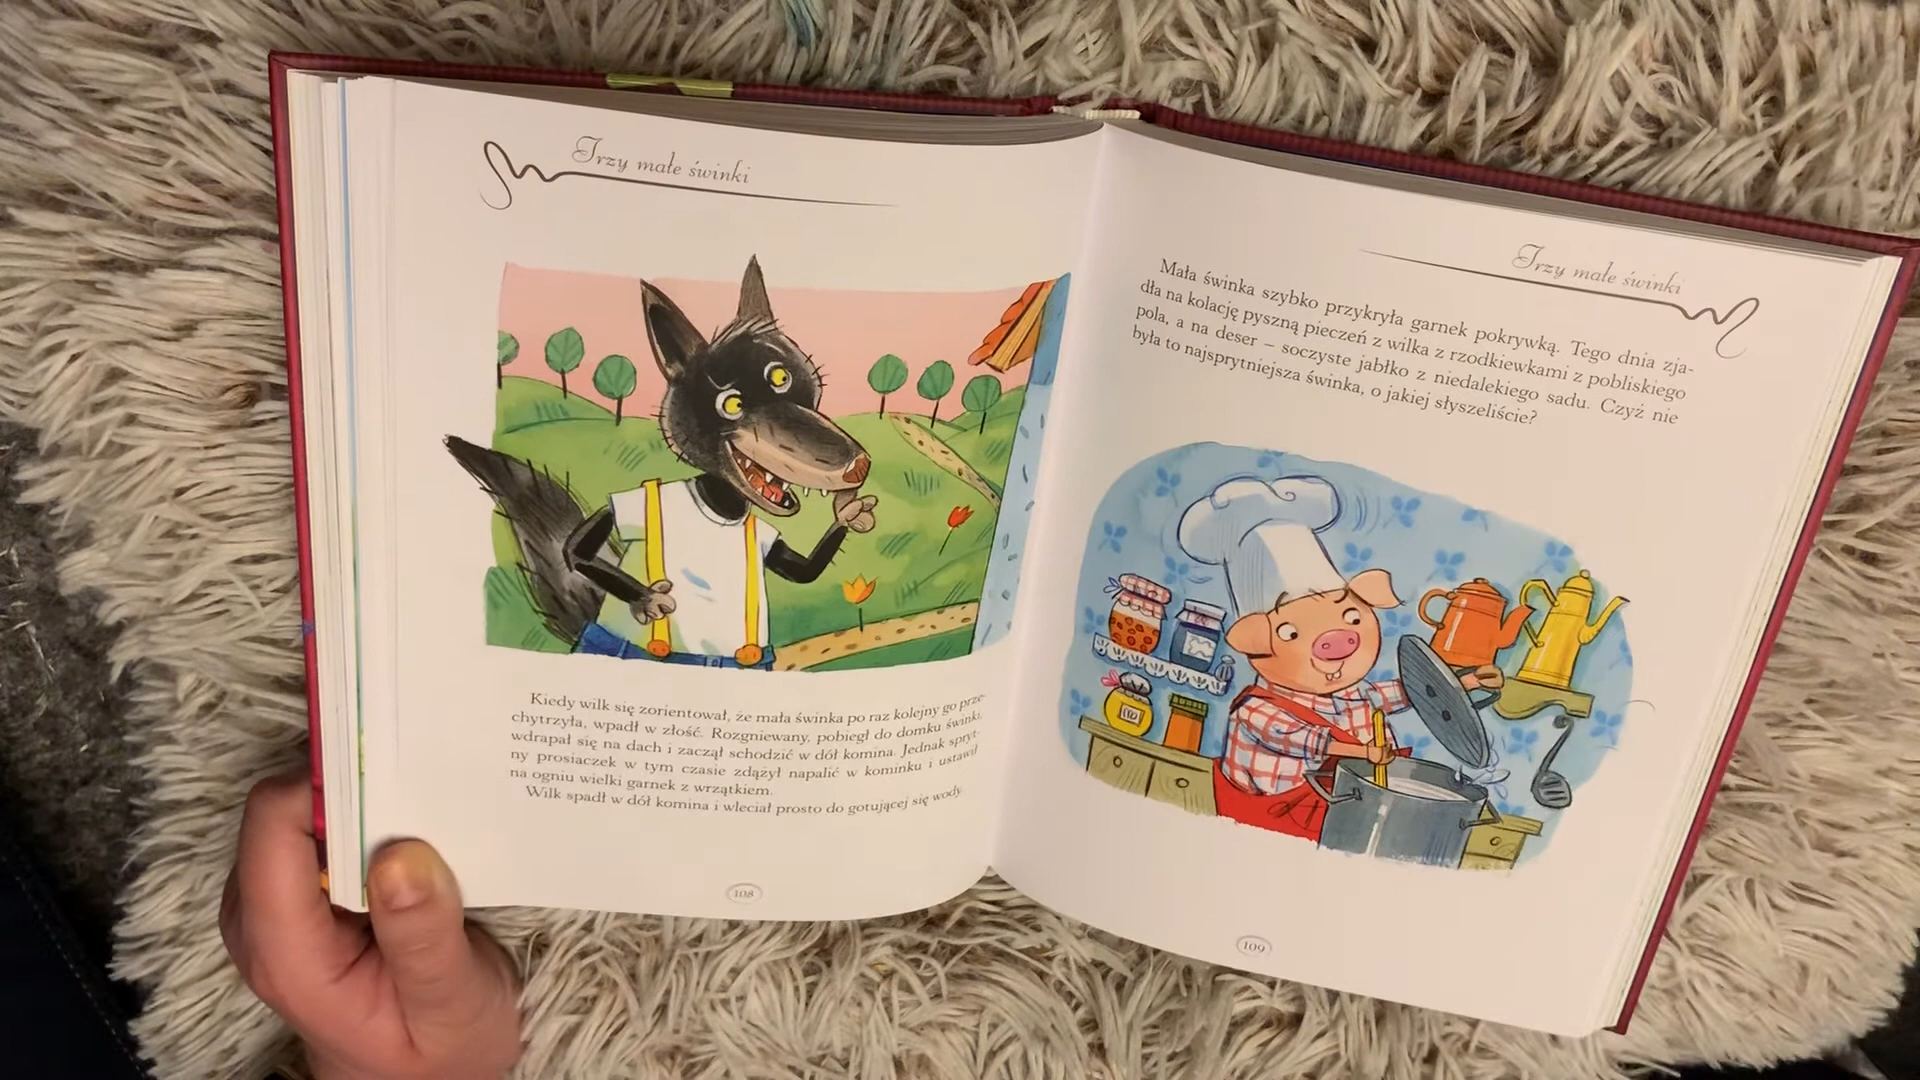 Trzy małe świnki
Kiedy wilk się zorientował, że mała świnka po raz kolejny go prze-
chytrzyła, wpadł w złość. Rozgniewany, pobiegł do domku świnki,
wdrapał się na dach i zaczął schodzić w dół komina. Jednak spryt-
ny prosiaczek w tym czasie zdążył napalić w kominku i ustawił
na ogniu wielki garnek z wrzątkiem.
Wilk spadł w dół komina i wleciał prosto do gotującej się wody.
108
Trzy małe świnki
Mała świnka szybko przykryła garnek pokrywką. Tego dnia zja-
dła na kolację pyszną pieczeń z wilka z rzodkiewkami z pobliskiego
pola, a na deser – soczyste jabłko z niedalekiego sadu. Czyż nie
była to najsprytniejsza świnka, o jakiej słyszeliście?
109